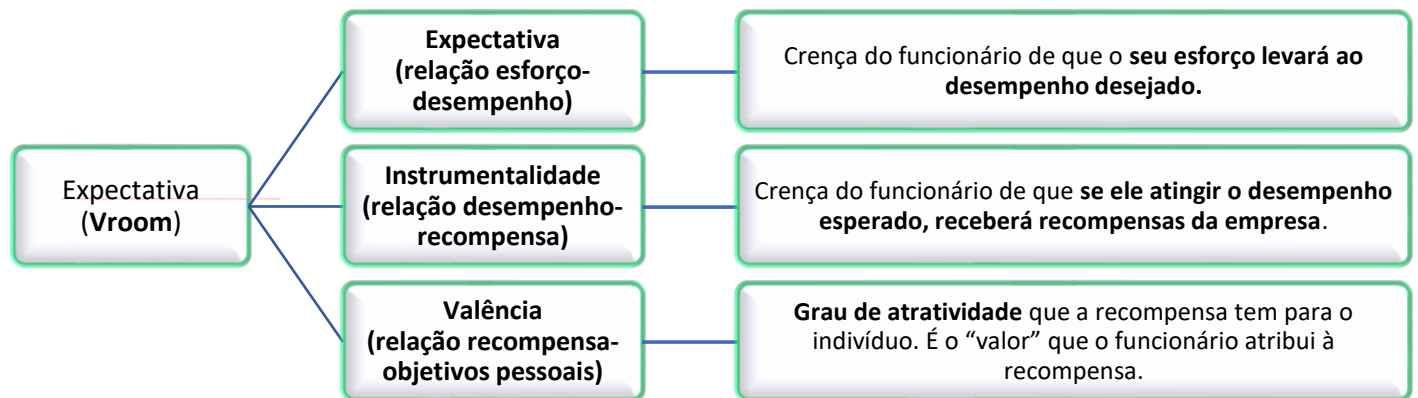 Expectativa
(Vroom)
Expectativa
(relação esforço-
desempenho)
Crença do funcionário de que o seu esforço levará ao
desempenho desejado.
Instrumentalidade
(relação desempenho-
recompensa)
Crença do funcionário de que se ele atingir o desempenho
esperado, receberá recompensas da empresa.
Valência
(relação recompensa-
objetivos pessoais)
Grau de atratividade que a recompensa tem para o
indivíduo. É o “valor” que o funcionário atribui à
recompensa.